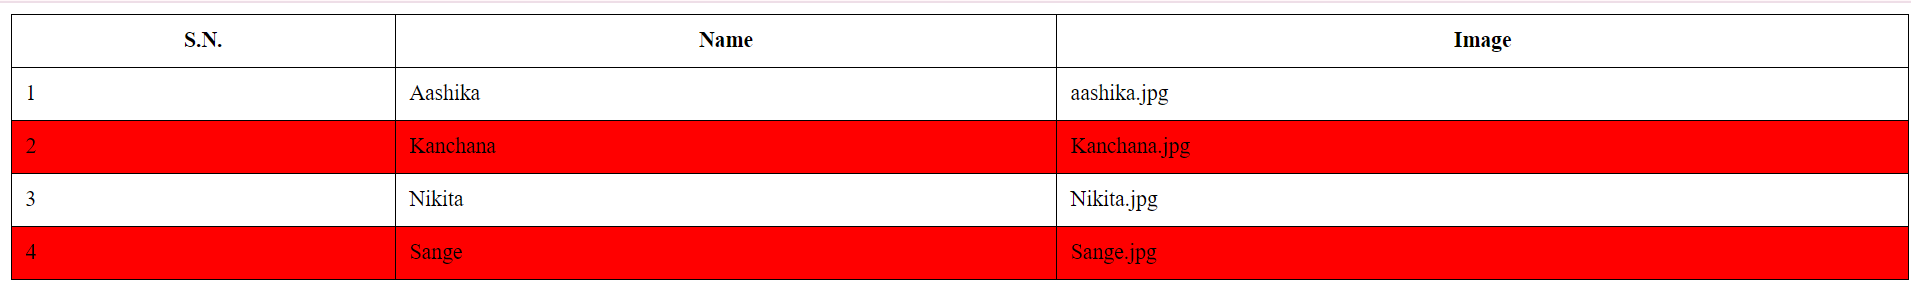 S.N. Name Image
1 Aashika aashika.jpg
2 Kanchana Kanchana.jpg
3 Nikita Nikita.jpg
4 Sange Sange.jpg